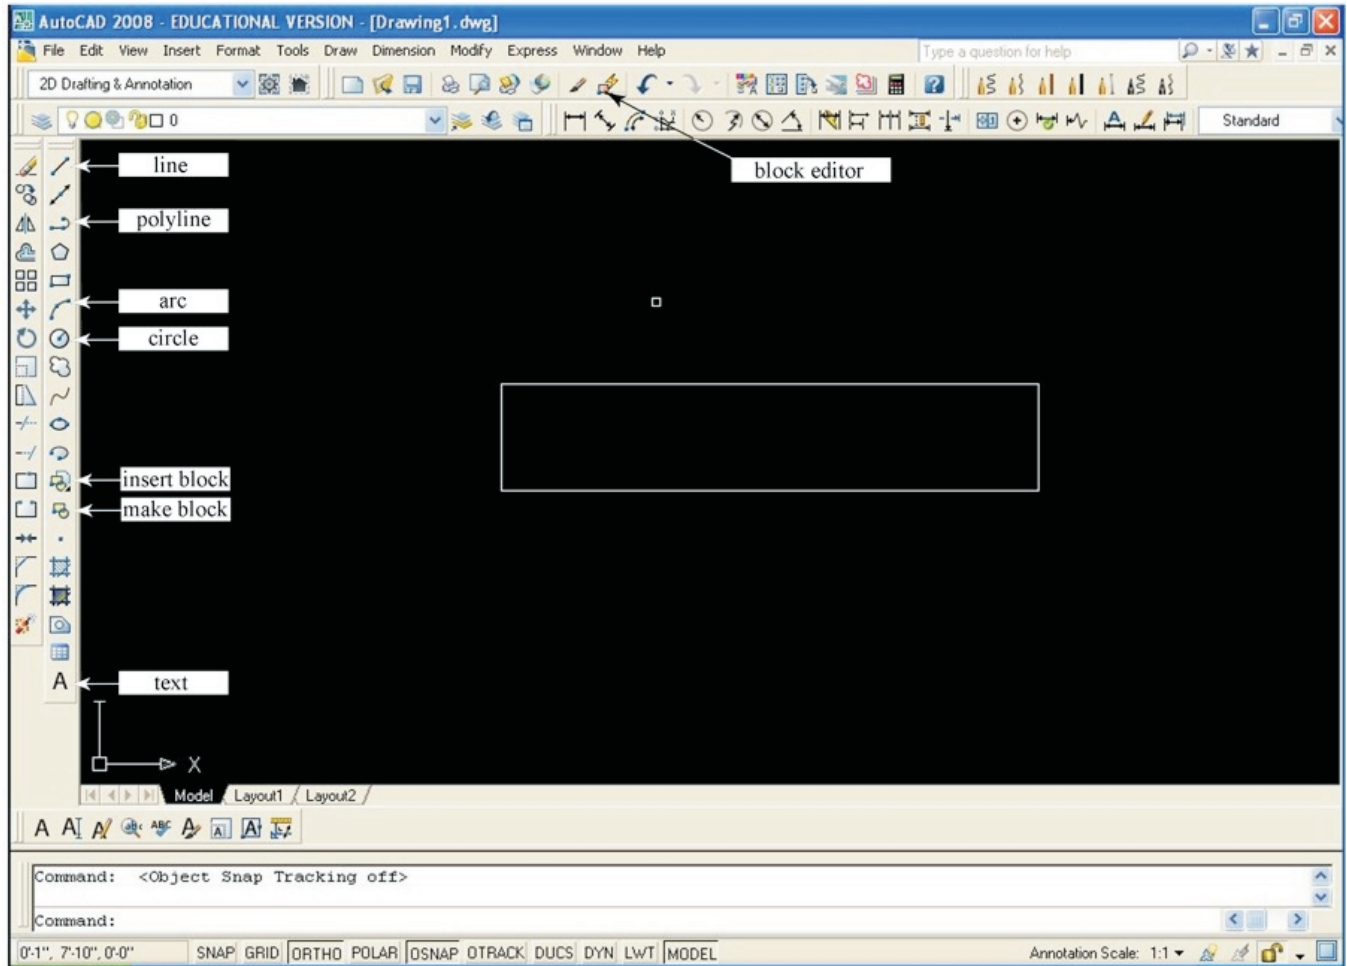 AutoCAD 2008 - EDUCATIONAL VERSION - [Drawing1.dwg]
File Edit View Insert Format Tools Draw Dimension Modify Express Window Help
Type a question for help
2D Drafting & Annotation
0
Standard
line
block editor
polyline
arc
circle
insert block
make block
A
text
X
Model Layout1 Layout2
Command: <Object Snap Tracking off>
Command:
0'-1", 7'-10", 0'-0" SNAP GRID ORTHO POLAR OSNAP OTRACK DUCS DYN LWT MODEL Annotation Scale: 1:1